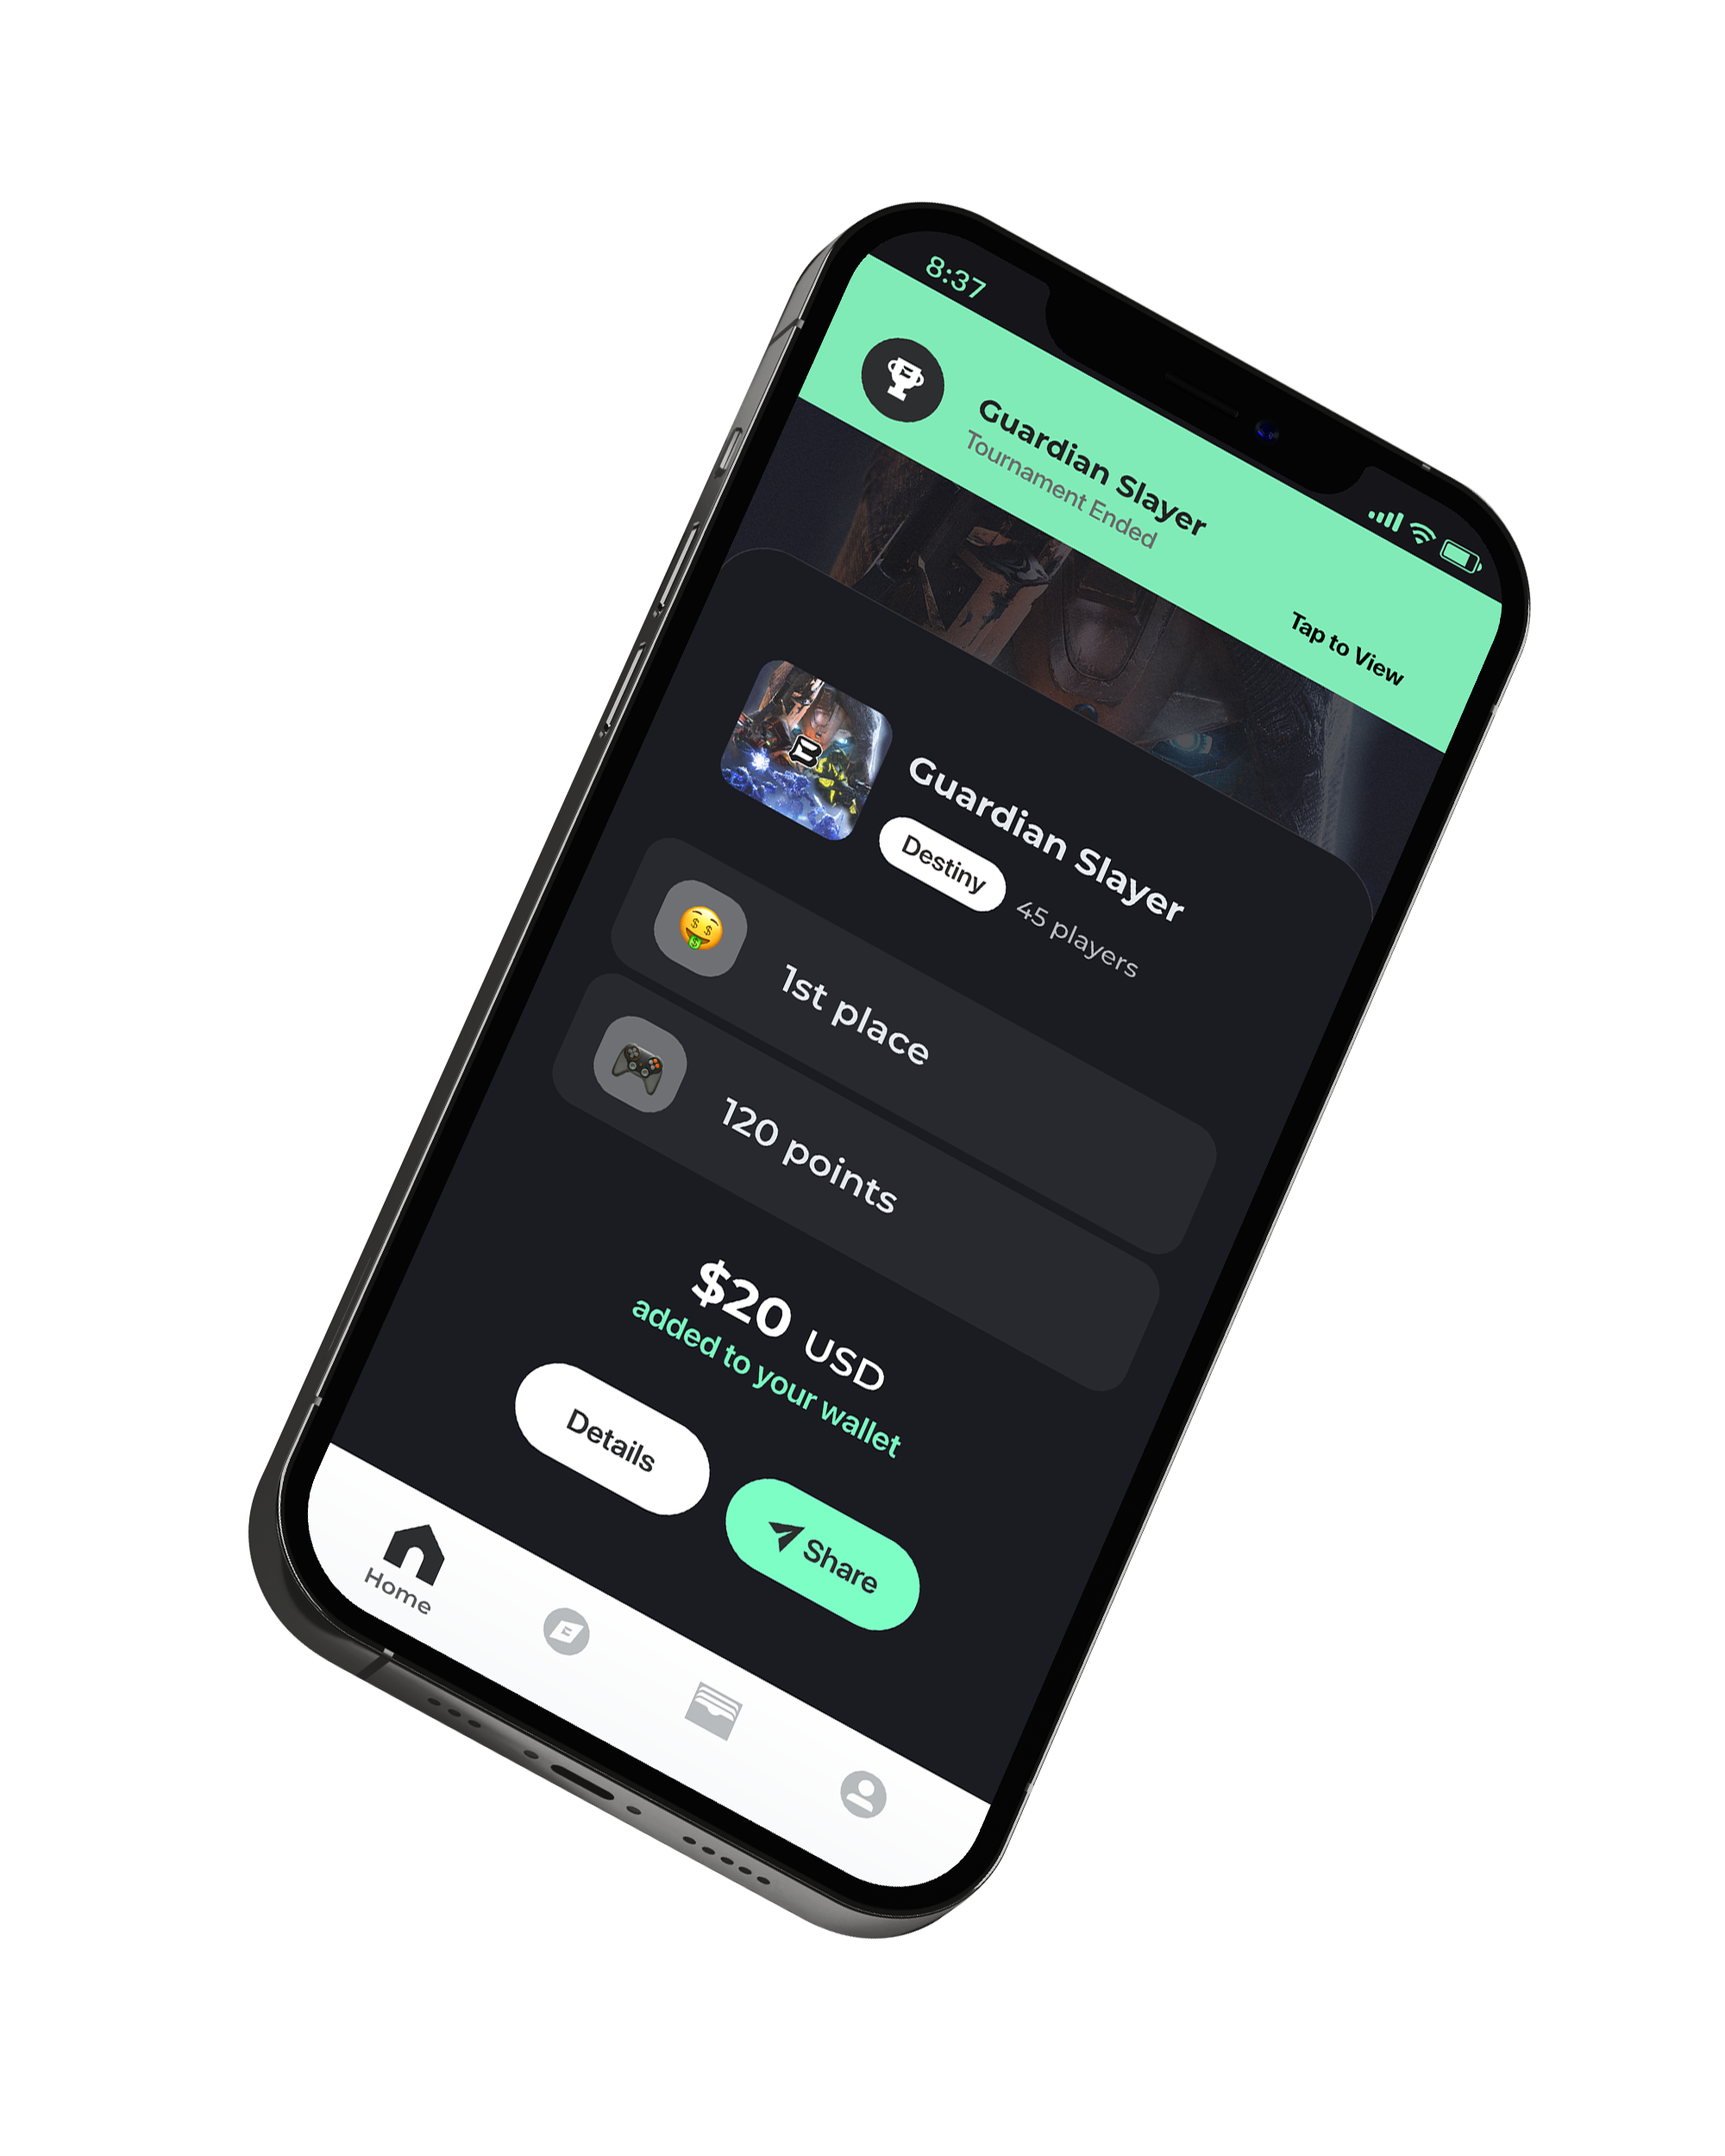 8:37
Guardian Slayer
Tournament Ended
Tap to View
Guardian Slayer
Destiny
45 players
1st place
120 points
$20 USD
added to your wallet
Details
Share
Home